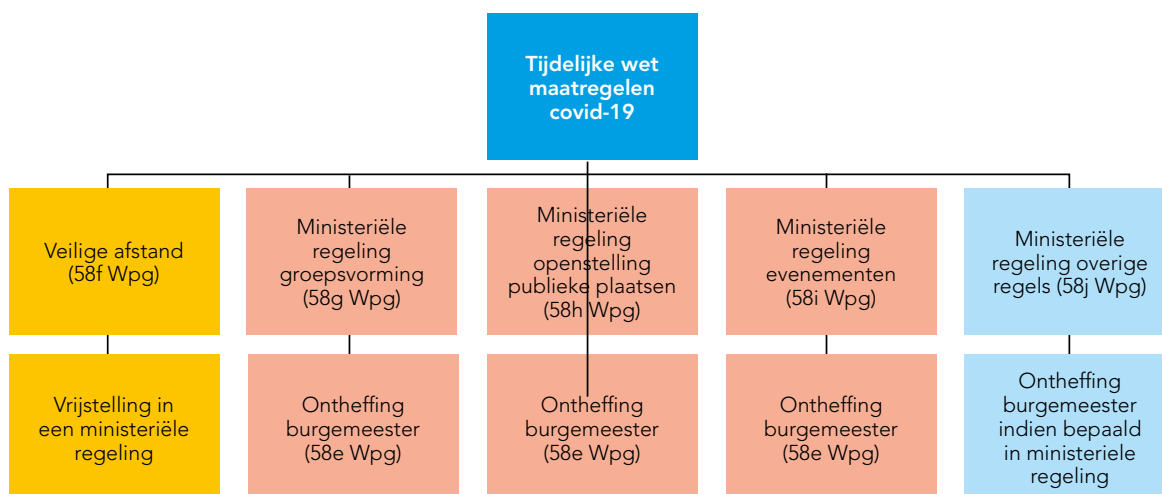 Tijdelijke wet
maatregelen
covid-19
Veilige afstand
(58f Wpg)
Ministeriële
regeling
groepsvorming
(58g Wpg)
Ministeriële
regeling
openstelling
publieke plaatsen
(58h Wpg)
Ministeriële
regeling
evenementen
(58i Wpg)
Ministeriële
regeling overige
regels (58j Wpg)
Vrijstelling in
een ministeriële
regeling
Ontheffing
burgemeester
(58e Wpg)
Ontheffing
burgemeester
(58e Wpg)
Ontheffing
burgemeester
(58e Wpg)
Ontheffing
burgemeester
indien bepaald
in ministeriele
regeling